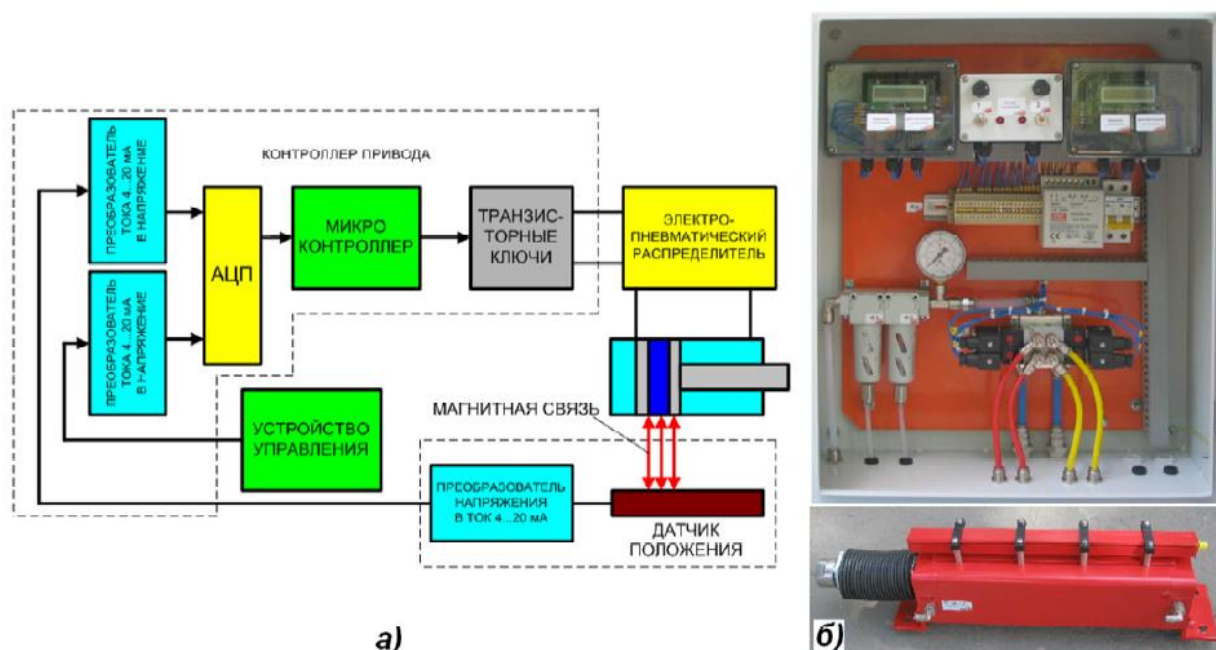 ПРЕОБРАЗОВАТЕЛЬ
ТОКА 4...20 мА
В НАПРЯЖЕНИЕ
КОНТРОЛЛЕР ПРИВОДА
АЦП
МИКРО
КОНТРОЛЛЕР
ТРАНЗИС-
ТОРНЫЕ
КЛЮЧИ
ЭЛЕКТРО-
ПНЕВМАТИЧЕСКИЙ
РАСПРЕДЕЛИТЕЛЬ
ПРЕОБРАЗОВАТЕЛЬ
ТОКА 4...20 мА
В НАПРЯЖЕНИЕ
УСТРОЙСТВО
УПРАВЛЕНИЯ
МАГНИТНАЯ СВЯЗЬ
ПРЕОБРАЗОВАТЕЛЬ
НАПРЯЖЕНИЯ
В ТОК 4...20 мА
ДАТЧИК
ПОЛОЖЕНИЯ
а)
б)